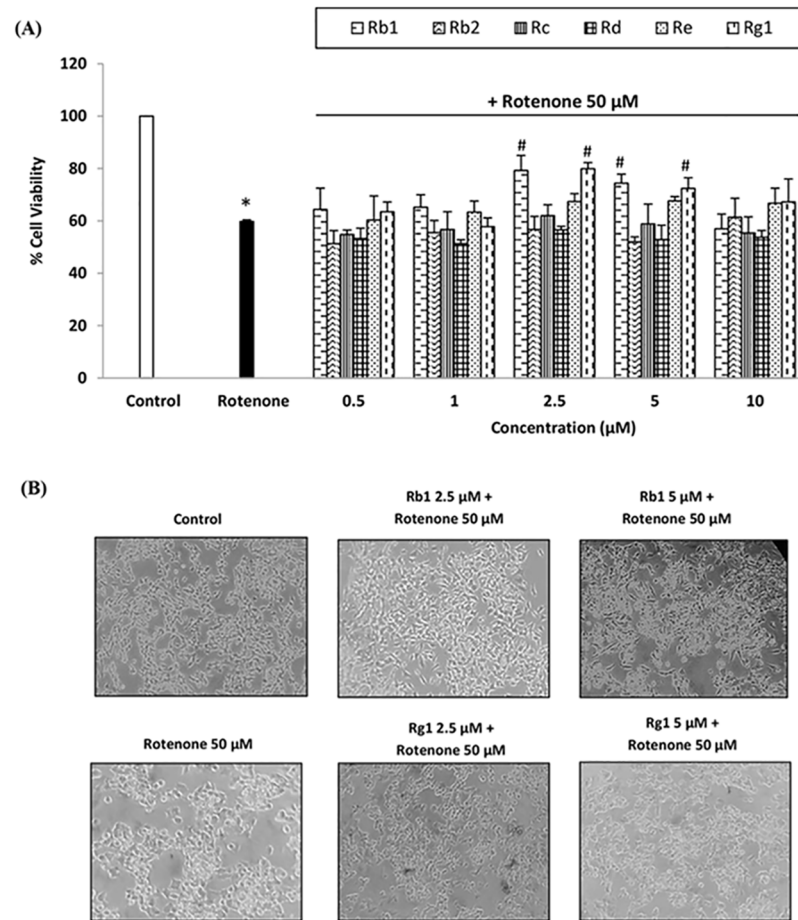 (A)
Rb1 Rb2 Rc Rd Re Rg1
120
100
80
60
40
20
0
% Cell Viability
+ Rotenone 50 µM
*
# # # #
Control Rotenone 0.5 1 2.5 5 10
Concentration (µM)
(B)
Control
Rb1 2.5 µM +
Rotenone 50 µM
Rb1 5 µM +
Rotenone 50 µM
Rotenone 50 µM
Rg1 2.5 µM +
Rotenone 50 µM
Rg1 5 µM +
Rotenone 50 µM